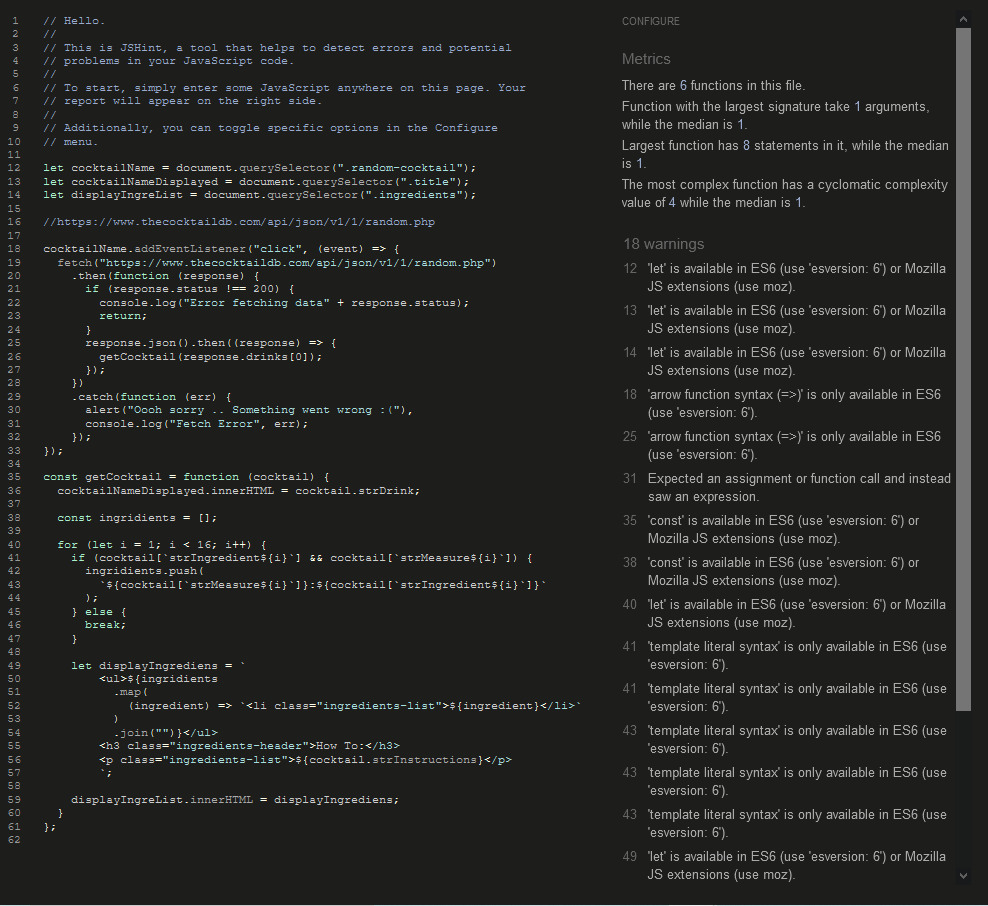 1 // Hello.
2 //
3 // This is JSHint, a tool that helps to detect errors and potential
4 // problems in your JavaScript code.
5 //
6 // To start, simply enter some JavaScript anywhere on this page. Your
7 // report will appear on the right side.
8 //
9 // Additionally, you can toggle specific options in the Configure
10 // menu.
11
12 let cocktailName = document.querySelector(".random-cocktail");
13 let cocktailNameDisplayed = document.querySelector(".title");
14 let displayIngreList = document.querySelector(".ingredients");
15
16 //https://www.thecocktaildb.com/api/json/v1/1/random.php
17
18 cocktailName.addEventListener("click", (event) => {
19   fetch("https://www.thecocktaildb.com/api/json/v1/1/random.php")
20     .then(function (response) {
21       if (response.status !== 200) {
22         console.log("Error fetching data" + response.status);
23         return;
24       }
25       response.json().then((response) => {
26         getCocktail(response.drinks[0]);
27       });
28     })
29     .catch(function (err) {
30       alert("Oooh sorry .. Something went wrong :("),
31       console.log("Fetch Error", err);
32     });
33 });
34
35 const getCocktail = function (cocktail) {
36   cocktailNameDisplayed.innerHTML = cocktail.strDrink;
37
38   const ingridients = [];
39
40   for (let i = 1; i < 16; i++) {
41     if (cocktail[`strIngredient${i}`] && cocktail[`strMeasure${i}`]) {
42       ingridients.push(
43         `${cocktail[`strMeasure${i}`]}:${cocktail[`strIngredient${i}`]}`
44       );
45     } else {
46       break;
47     }
48
49     let displayIngrediens = `
50         <ul>${ingridients
51           .map(
52             (ingredient) => `<li class="ingredients-list">${ingredient}</li>`
53           )
54           .join("")}</ul>
55         <h3 class="ingredients-header">How To:</h3>
56         <p class="ingredients-list">${cocktail.strInstructions}</p>
57         `;
58
59     displayIngreList.innerHTML = displayIngrediens;
60   }
61 };
62
CONFIGURE
Metrics
There are 6 functions in this file.
Function with the largest signature take 1 arguments,
while the median is 1.
Largest function has 8 statements in it, while the median
is 1.
The most complex function has a cyclomatic complexity
value of 4 while the median is 1.
18 warnings
12 'let' is available in ES6 (use 'esversion: 6') or Mozilla
JS extensions (use moz).
13 'let' is available in ES6 (use 'esversion: 6') or Mozilla
JS extensions (use moz).
14 'let' is available in ES6 (use 'esversion: 6') or Mozilla
JS extensions (use moz).
18 'arrow function syntax (=>)' is only available in ES6
(use 'esversion: 6').
25 'arrow function syntax (=>)' is only available in ES6
(use 'esversion: 6').
31 Expected an assignment or function call and instead
saw an expression.
35 'const' is available in ES6 (use 'esversion: 6') or
Mozilla JS extensions (use moz).
38 'const' is available in ES6 (use 'esversion: 6') or
Mozilla JS extensions (use moz).
40 'let' is available in ES6 (use 'esversion: 6') or Mozilla
JS extensions (use moz).
41 'template literal syntax' is only available in ES6 (use
'esversion: 6').
41 'template literal syntax' is only available in ES6 (use
'esversion: 6').
43 'template literal syntax' is only available in ES6 (use
'esversion: 6').
43 'template literal syntax' is only available in ES6 (use
'esversion: 6').
43 'template literal syntax' is only available in ES6 (use
'esversion: 6').
49 'let' is available in ES6 (use 'esversion: 6') or Mozilla
JS extensions (use moz).